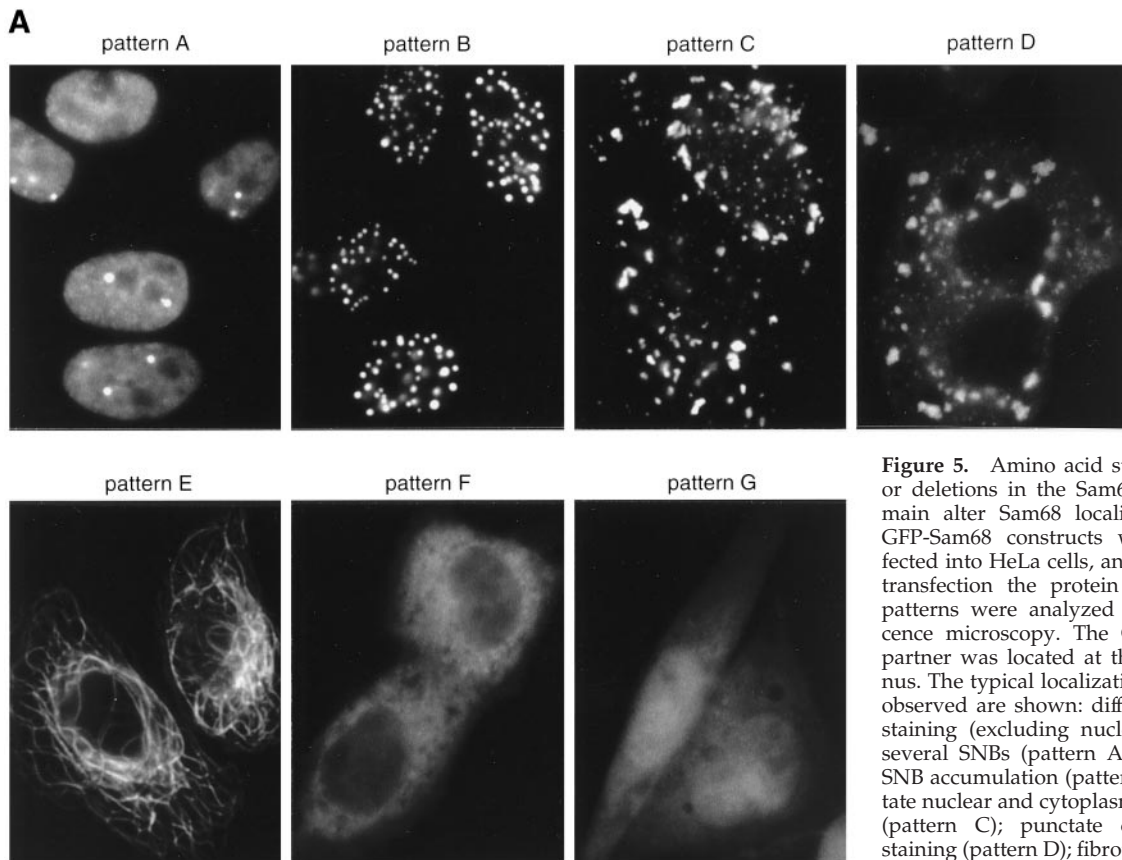 A
pattern A
pattern B
pattern C
pattern D
pattern E
pattern F
pattern G
Figure 5. Amino acid
or deletions in the Sam6
main alter Sam68 locali
GFP-Sam68 constructs
fected into HeLa cells, an
transfection the protein
patterns were analyzed
cence microscopy. The
partner was located at th
nus. The typical localizati
observed are shown: diff
staining (excluding nucl
several SNBs (pattern A
SNB accumulation (patter
tate nuclear and cytoplasm
(pattern C); punctate
staining (pattern D); fibro